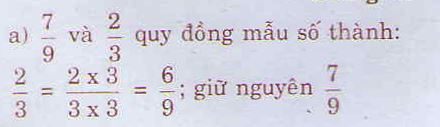 a) 7/9 và 2/3 quy đồng mẫu số thành:
2/3 = 2 x 3 / 3 x 3 = 6/9; giữ nguyên 7/9